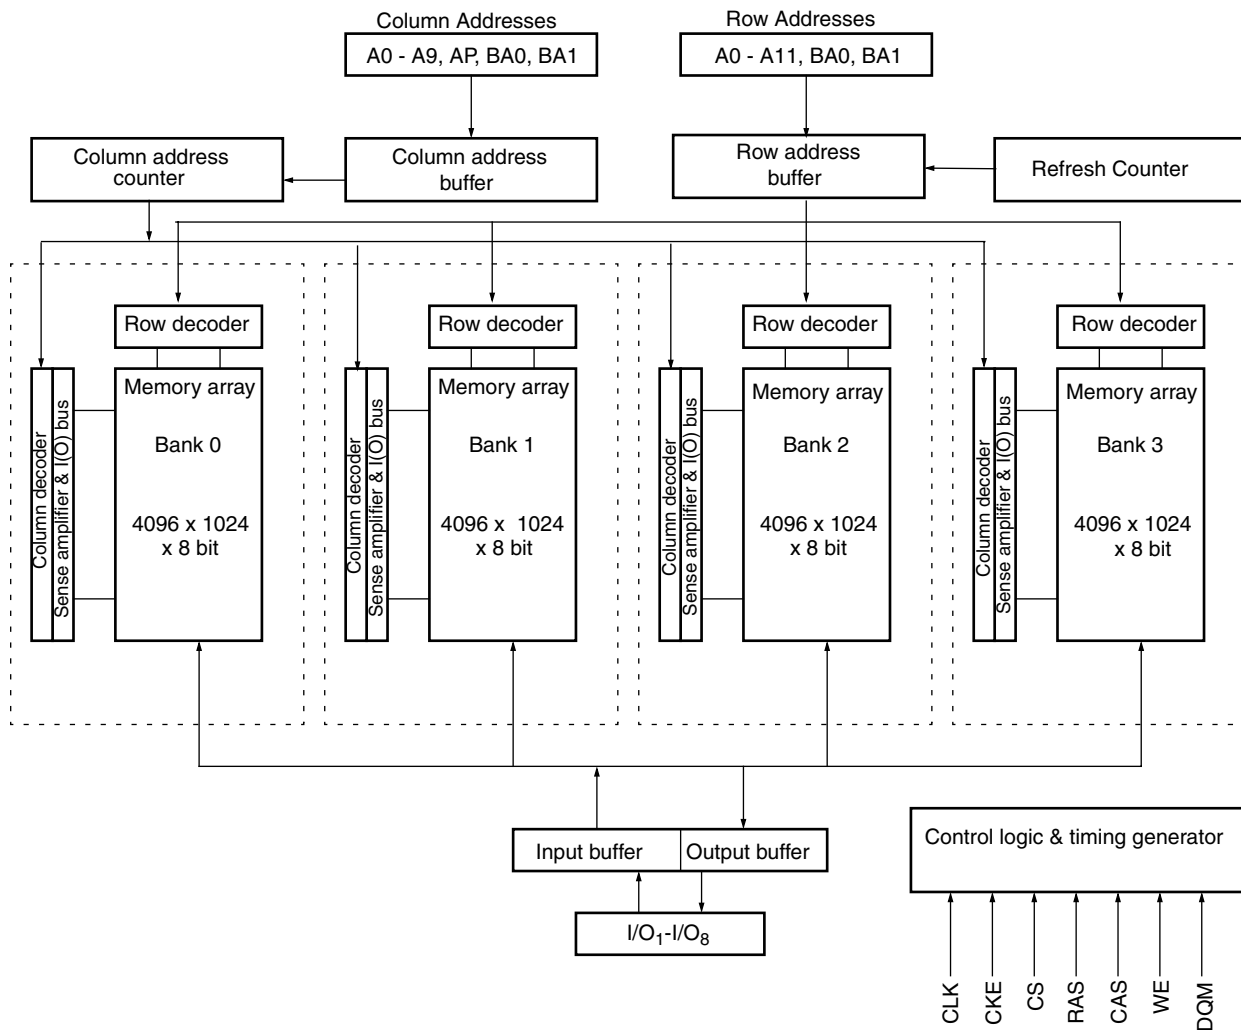 Column Addresses
Row Addresses
A0 - A9, AP, BA0, BA1
A0 - A11, BA0, BA1
Column address
counter
Column address
buffer
Row address
buffer
Refresh Counter
Row decoder
Row decoder
Row decoder
Row decoder
Column decoder
Sense amplifier & I(O) bus
Memory array
Bank 0
4096 x 1024
x 8 bit
Column decoder
Sense amplifier & I(O) bus
Memory array
Bank 1
4096 x 1024
x 8 bit
Column decoder
Sense amplifier & I(O) bus
Memory array
Bank 2
4096 x 1024
x 8 bit
Column decoder
Sense amplifier & I(O) bus
Memory array
Bank 3
4096 x 1024
x 8 bit
Input buffer
Output buffer
I/O1-I/O8
Control logic & timing generator
CLK
CKE
CS
RAS
CAS
WE
DQM